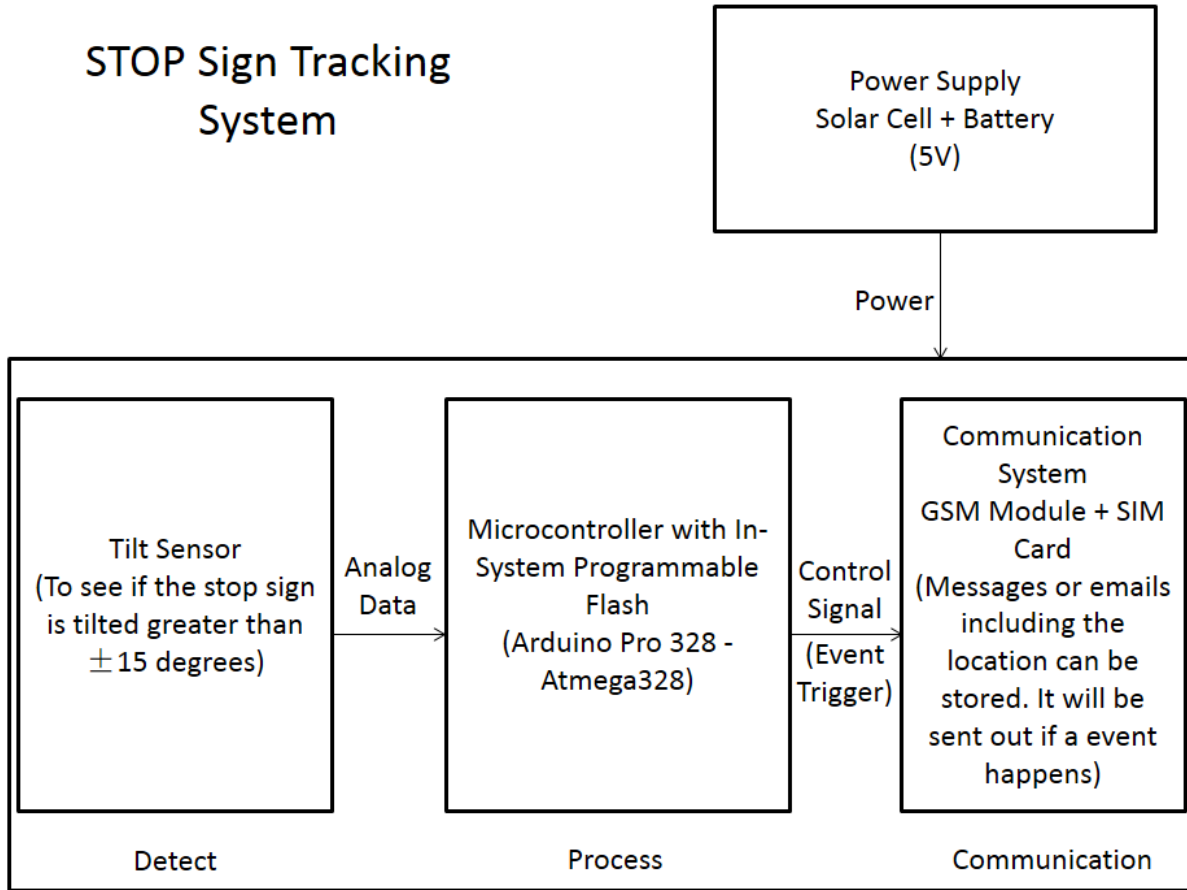 STOP Sign Tracking
System
Power Supply
Solar Cell + Battery
(5V)
Power
Tilt Sensor
(To see if the stop sign
is tilted greater than
±15 degrees)
Analog
Data
Microcontroller with In-
System Programmable
Flash
(Arduino Pro 328 -
Atmega328)
Control
Signal
(Event
Trigger)
Communication
System
GSM Module + SIM
Card
(Messages or emails
including the
location can be
stored. It will be
sent out if a event
happens)
Detect
Process
Communication